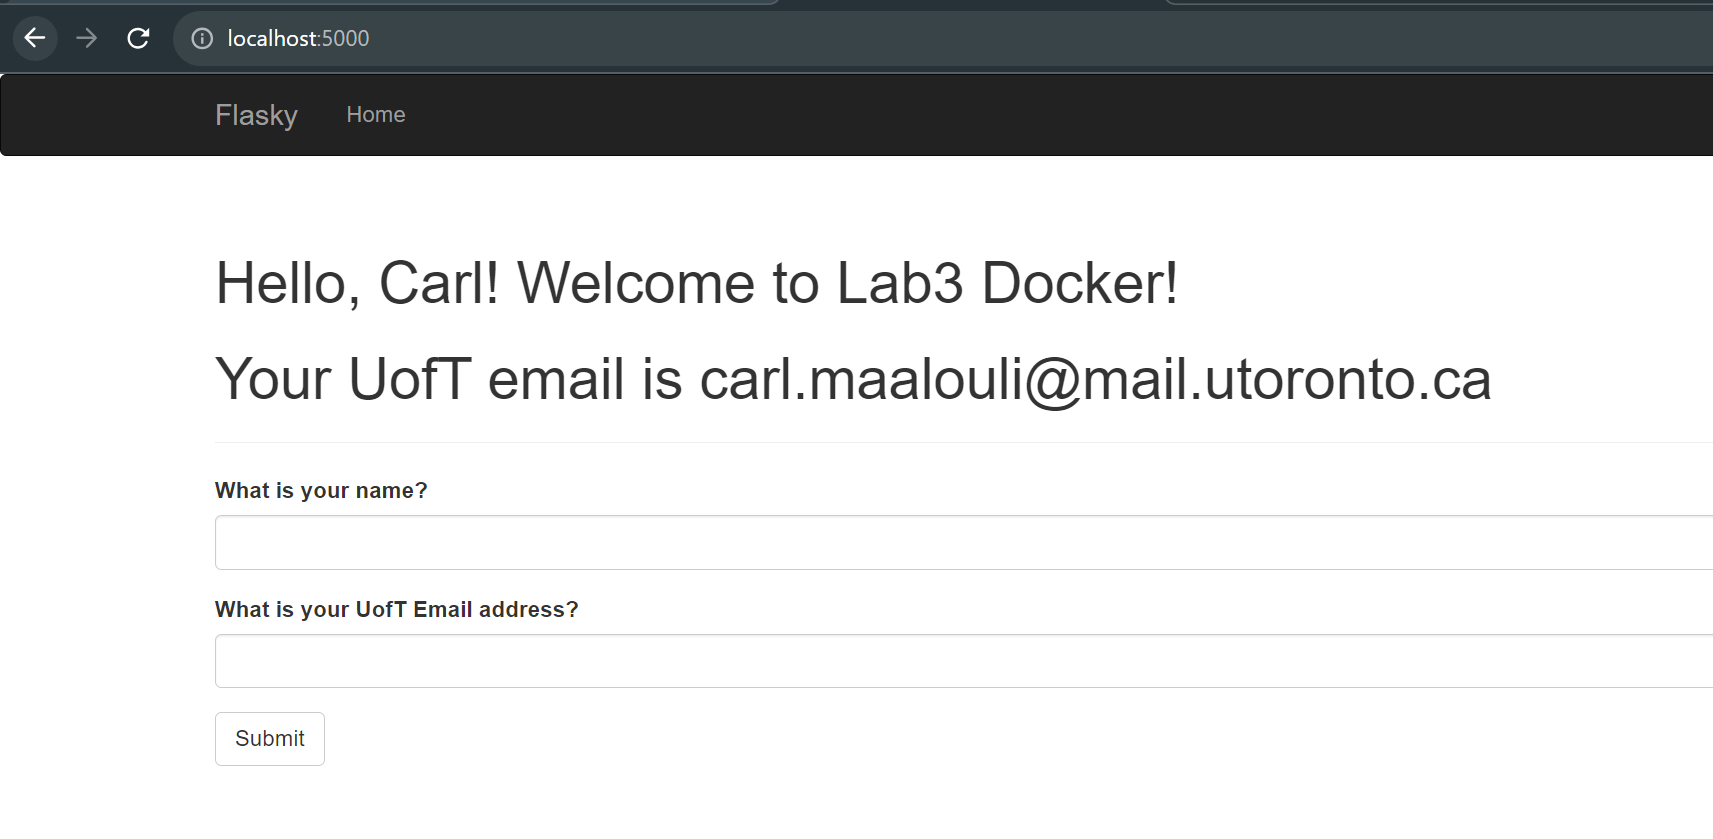 localhost:5000
Flasky Home
Hello, Carl! Welcome to Lab3 Docker!
Your UofT email is carl.maalouli@mail.utoronto.ca
What is your name?
What is your UofT Email address?
Submit